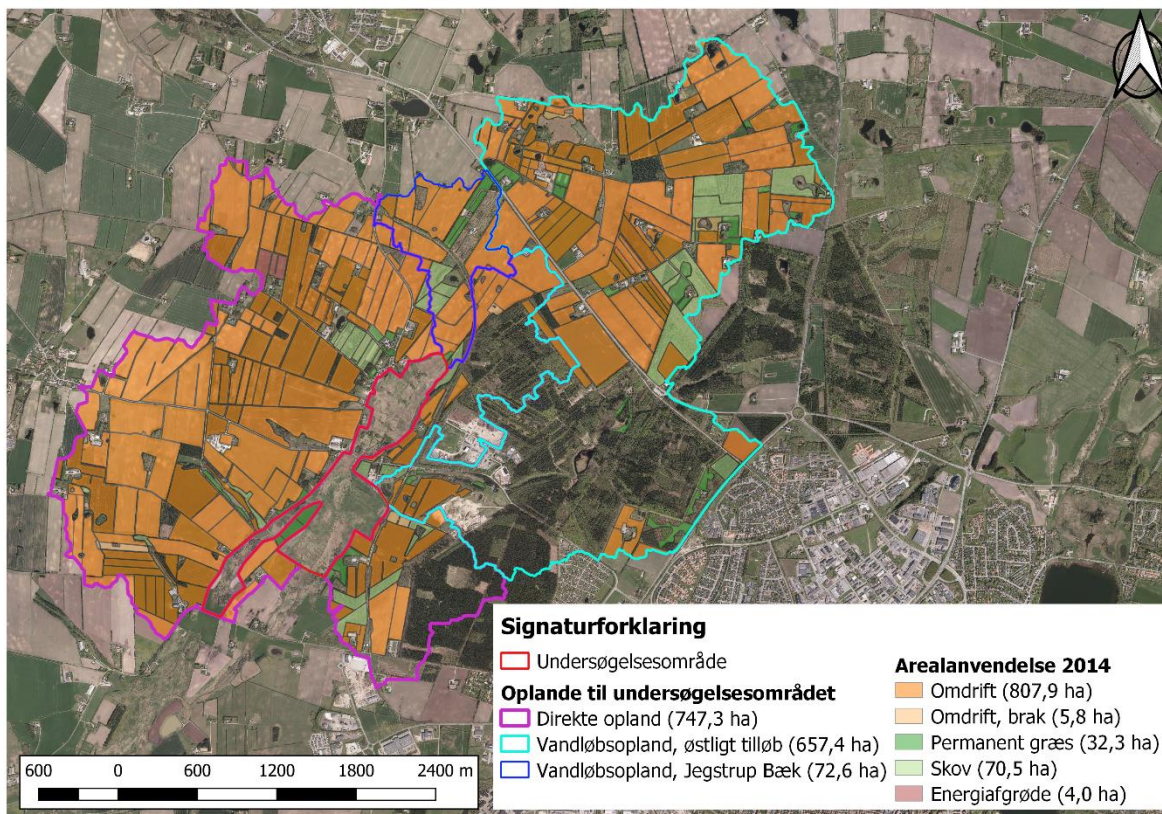 Signaturforklaring
Undersøgelsesområde
Oplande til undersøgelsesområdet
Direkte opland (747,3 ha)
Vandløbsopland, østligt tilløb (657,4 ha)
Vandløbsopland, Jegstrup Bæk (72,6 ha)
Arealanvendelse 2014
Omdrift (807,9 ha)
Omdrift, brak (5,8 ha)
Permanent græs (32,3 ha)
Skov (70,5 ha)
Energiafgrøde (4,0 ha)
600 0 600 1200 1800 2400 m